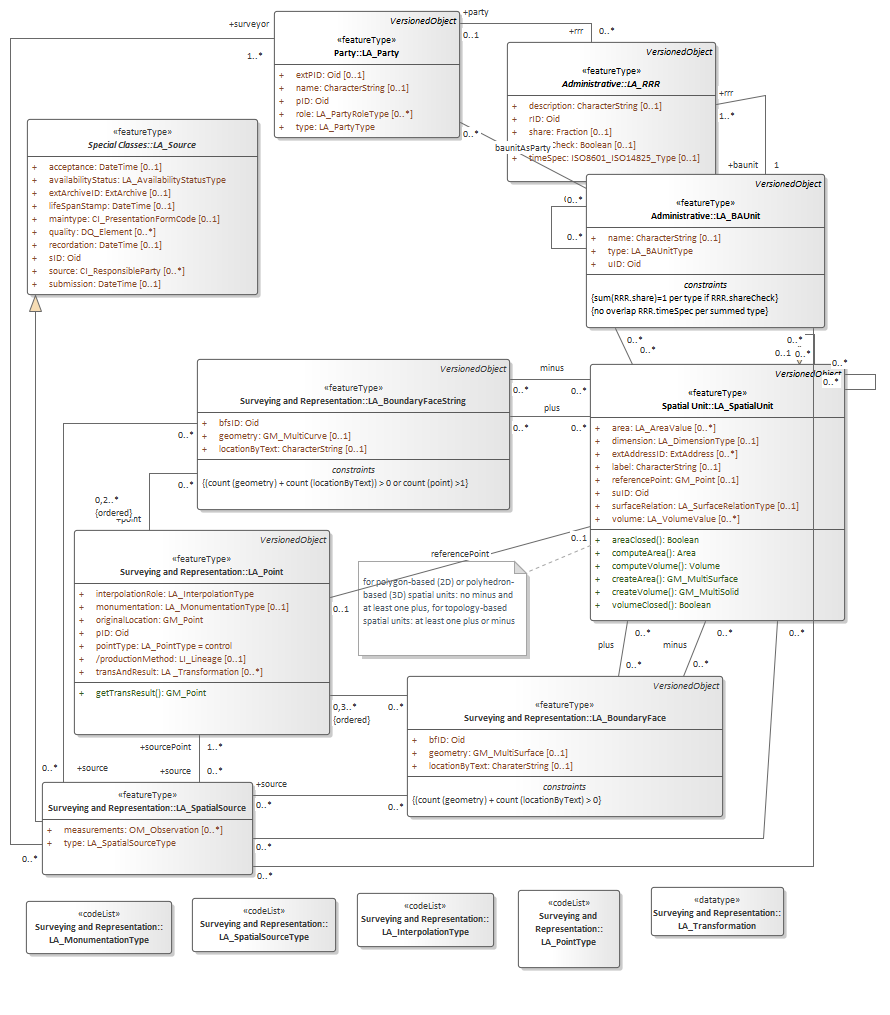 +surveyor
1..*
VersionedObject
«featureType»
Party::LA_Party
+ extPID: Oid [0..1]
+ name: CharacterString [0..1]
+ pID: Oid
+ role: LA_PartyRoleType [0..*]
+ type: LA_PartyType
+party
0..1
+rrr
0..*
0..*
baunitAsParty
VersionedObject
«featureType»
Administrative::LA_RRR
+ description: CharacterString [0..1]
+ rID: Oid
+ share: Fraction [0..1]
check: Boolean [0..1]
+ timeSpec: ISO8601_ISO14825_Type [0..1]
+rrr
1..*
+baunit
1
«featureType»
Special Classes::LA_Source
+ acceptance: DateTime [0..1]
+ availabilityStatus: LA_AvailabilityStatusType
+ extArchiveID: ExtArchive [0..1]
+ lifeSpanStamp: DateTime [0..1]
+ maintype: CI_PresentationFormCode [0..1]
+ quality: DQ_Element [0..*]
+ recordation: DateTime [0..1]
+ sID: Oid
+ source: CI_ResponsibleParty [0..*]
+ submission: DateTime [0..1]
VersionedObject
«featureType»
Administrative::LA_BAUnit
+ name: CharacterString [0..1]
+ type: LA_BAUnitType
+ uID: Oid
constraints
{sum(RRR.share)=1 per type if RRR.shareCheck}
{no overlap RRR.timeSpec per summed type}
0..*
0..*
0..*
0..*
0..*
0..1
0..*
0..*
0..*
VersionedObject
«featureType»
Surveying and Representation::LA_BoundaryFaceString
+ bfsID: Oid
+ geometry: GM_MultiCurve [0..1]
+ locationByText: CharacterString [0..1]
constraints
{(count (geometry) + count (locationByText)) > 0 or count (point) >1}
minus
0..*
0..*
plus
0..*
0..*
VersionedObject
«featureType»
Spatial Unit::LA_SpatialUnit
+ area: LA_AreaValue [0..*]
+ dimension: LA_DimensionType [0..1]
+ extAddressID: ExtAddress [0..*]
+ label: CharacterString [0..1]
+ referencePoint: GM_Point [0..1]
+ suID: Oid
+ surfaceRelation: LA_SurfaceRelationType [0..1]
+ volume: LA_VolumeValue [0..*]
+ areaClosed(): Boolean
+ computeArea(): Area
+ computeVolume(): Volume
+ createArea(): GM_MultiSurface
+ createVolume(): GM_MultiSolid
+ volumeClosed(): Boolean
0..*
0..*
0,2..*
{ordered}
+point
VersionedObject
«featureType»
Surveying and Representation::LA_Point
+ interpolationRole: LA_InterpolationType
+ monumentation: LA_MonumentationType [0..1]
+ originalLocation: GM_Point
+ pID: Oid
+ pointType: LA_PointType = control
+ /productionMethod: LI_Lineage [0..1]
+ transAndResult: LA _Transformation [0..*]
+ getTransResult(): GM_Point
referencePoint
0..1
0..1
for polygon-based (2D) or polyhedron-
based (3D) spatial units: no minus and
at least one plus, for topology-based
spatial units: at least one plus or minus
plus
0..*
0..*
minus
0..*
0..*
0..*
0,3..*
{ordered}
0..*
VersionedObject
«featureType»
Surveying and Representation::LA_BoundaryFace
+ bfID: Oid
+ geometry: GM_MultiSurface [0..1]
+ locationByText: CharaterString [0..1]
constraints
{(count (geometry) + count (locationByText) > 0}
+sourcePoint
1..*
0..*
+source
+source
0..*
+source
0..*
0..*
0..*
0..*
0..*
«featureType»
Surveying and Representation::LA_SpatialSource
+ measurements: OM_Observation [0..*]
+ type: LA_SpatialSourceType
«codeList»
Surveying and Representation::
LA_MonumentationType
«codeList»
Surveying and Representation::
LA_SpatialSourceType
«codeList»
Surveying and Representation::
LA_InterpolationType
«codeList»
Surveying and
Representation::
LA_PointType
«datatype»
Surveying and Representation::
LA_Transformation